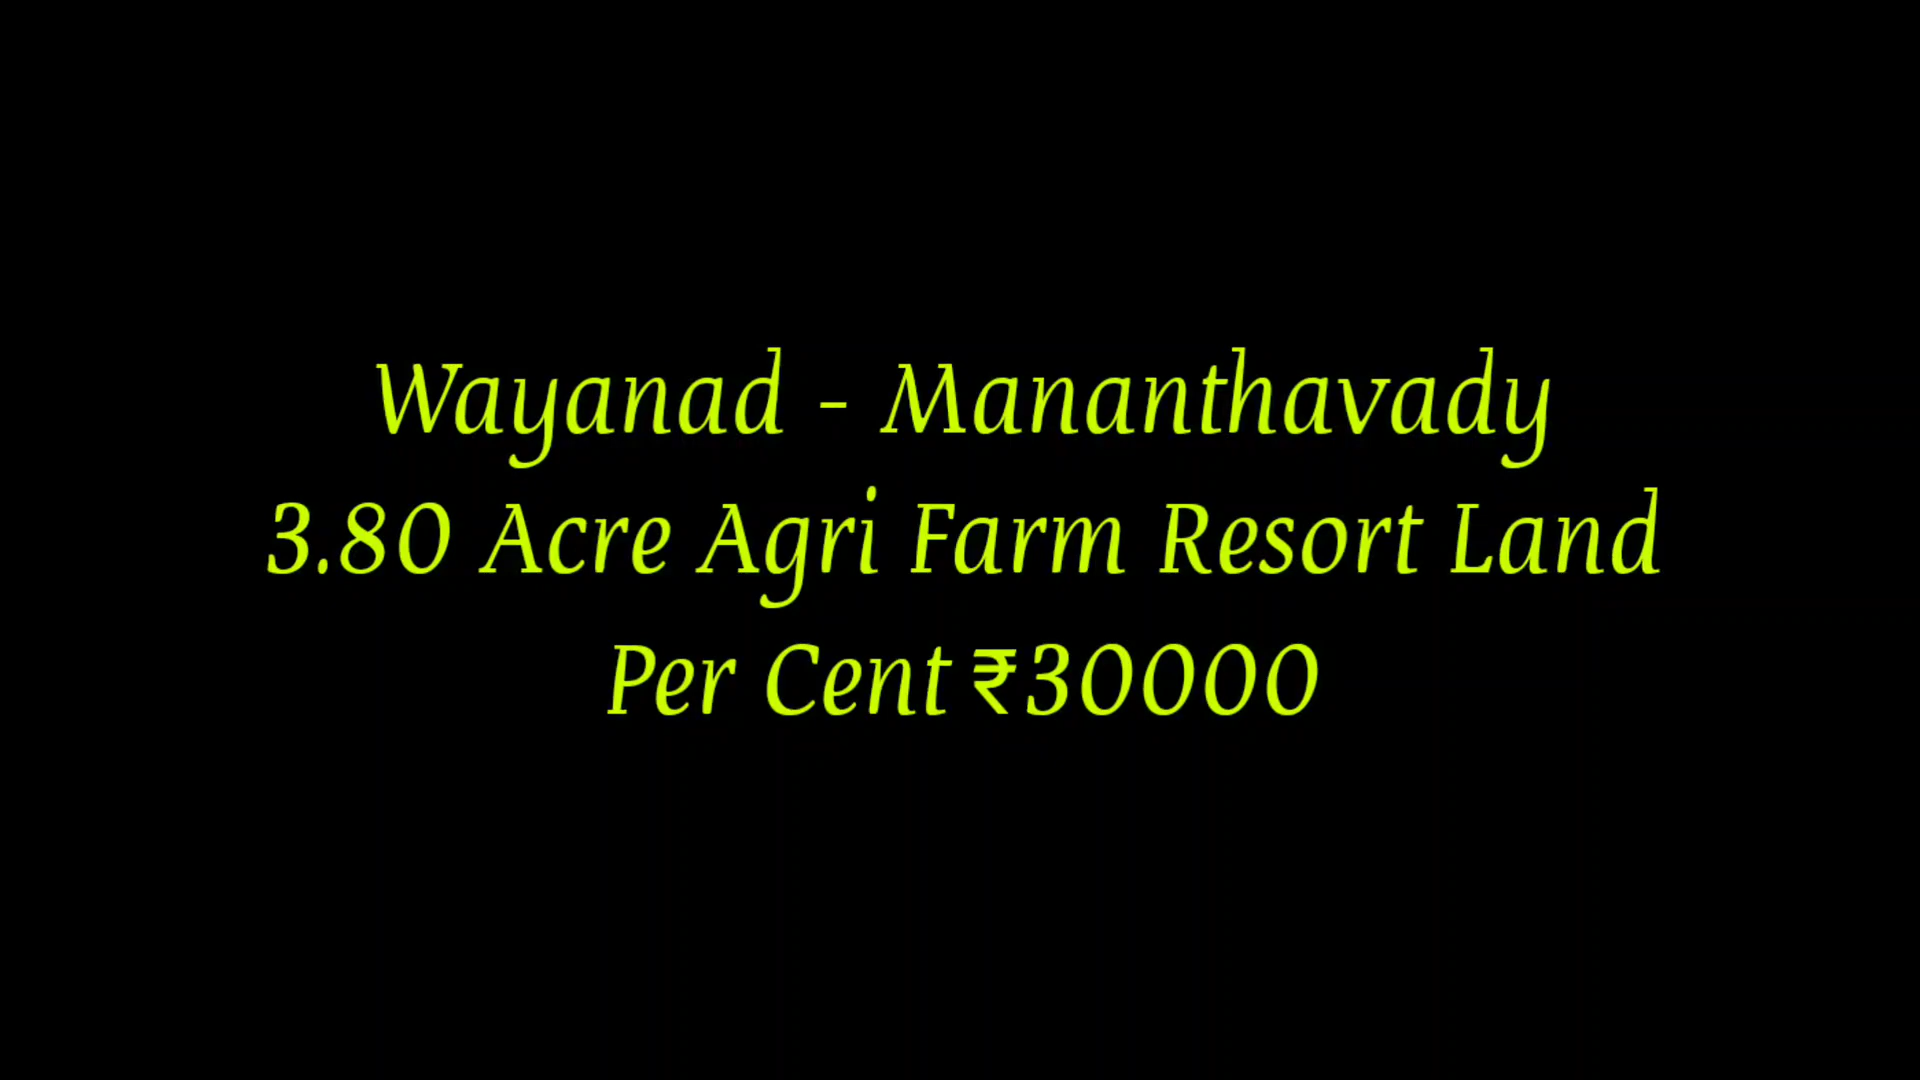 Wayanad - Mananthavady
3.80 Acre Agri Farm Resort Land
Per Cent ₹30000